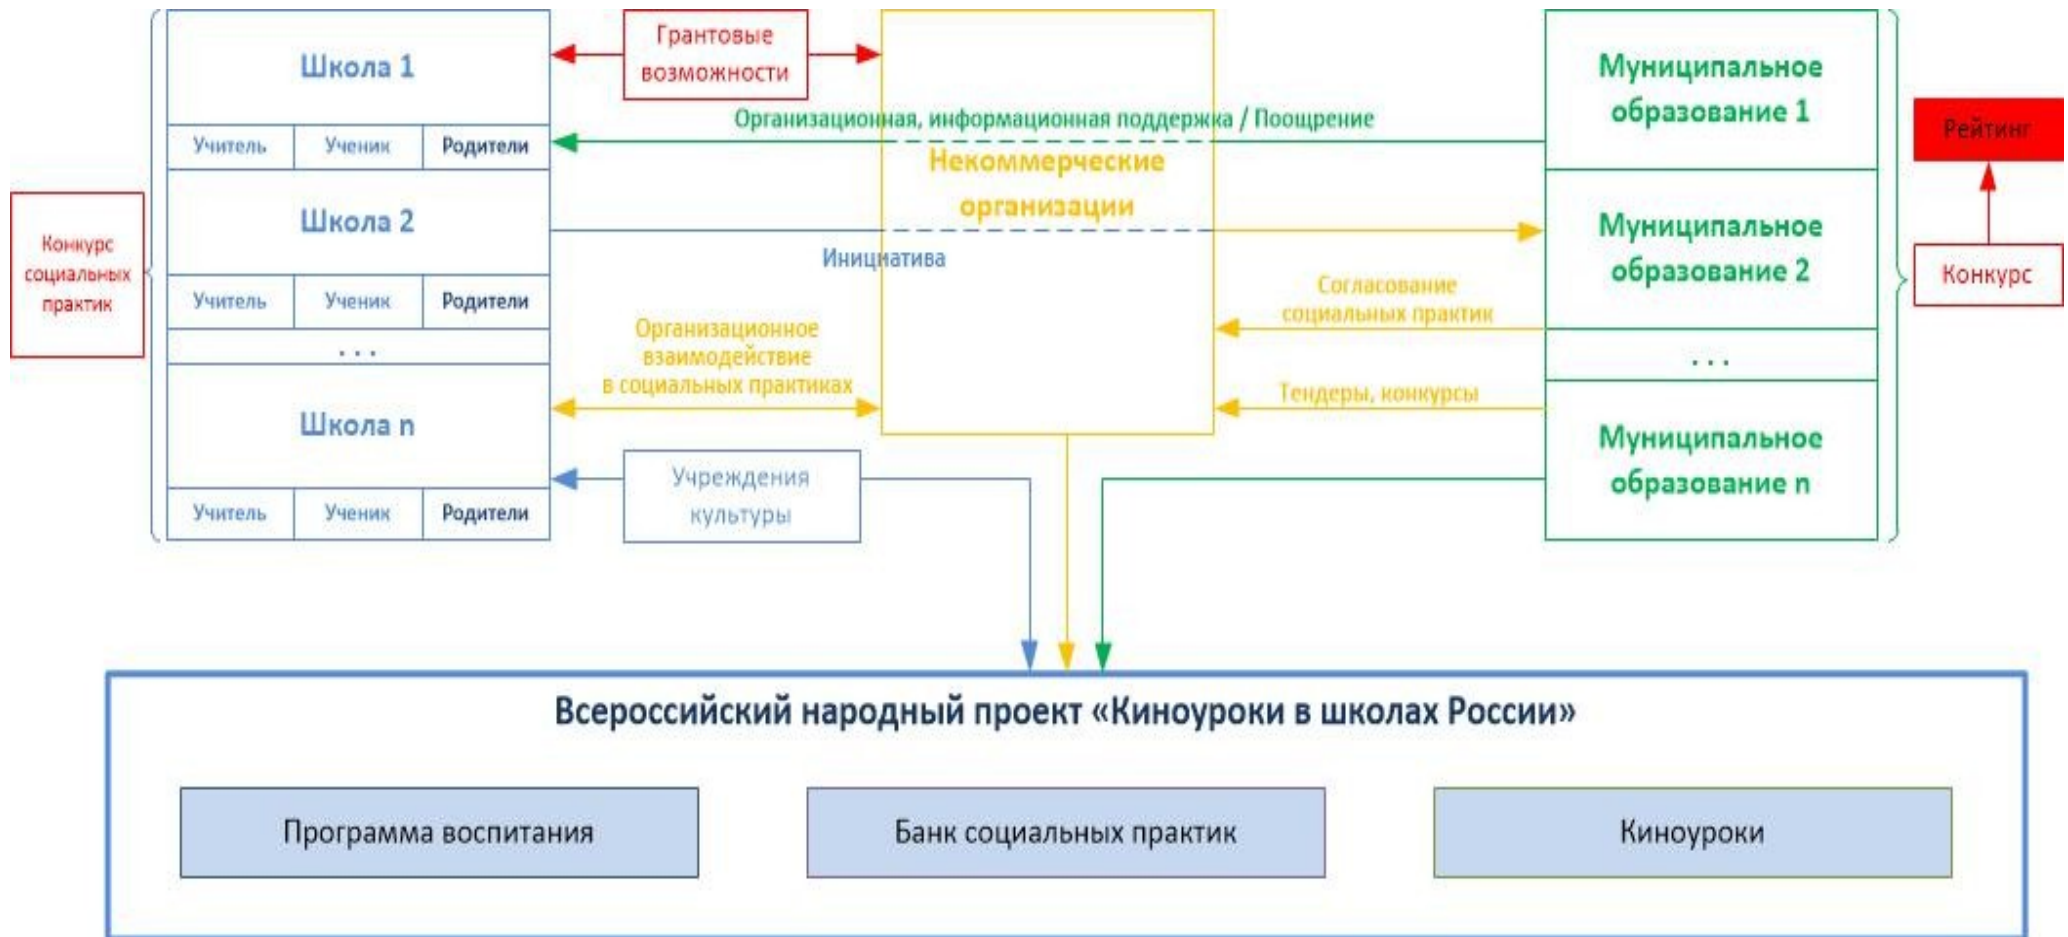 Грантовые
возможности
Школа 1
Муниципальное
образование 1
Организационная, информационная поддержка / Поощрение
Рейтинг
Учитель
Ученик
Родители
Некоммерческие
организации
Школа 2
Муниципальное
образование 2
Конкурс
социальных
практик
Инициатива
Конкурс
Согласование
социальных практик
Учитель
Ученик
Родители
Организационное
взаимодействие
в социальных практиках
. . .
. . .
Тендеры, конкурсы
Школа n
Муниципальное
образование n
Учреждения
культуры
Учитель
Ученик
Родители
Всероссийский народный проект «Киноуроки в школах России»
Программа воспитания
Банк социальных практик
Киноуроки